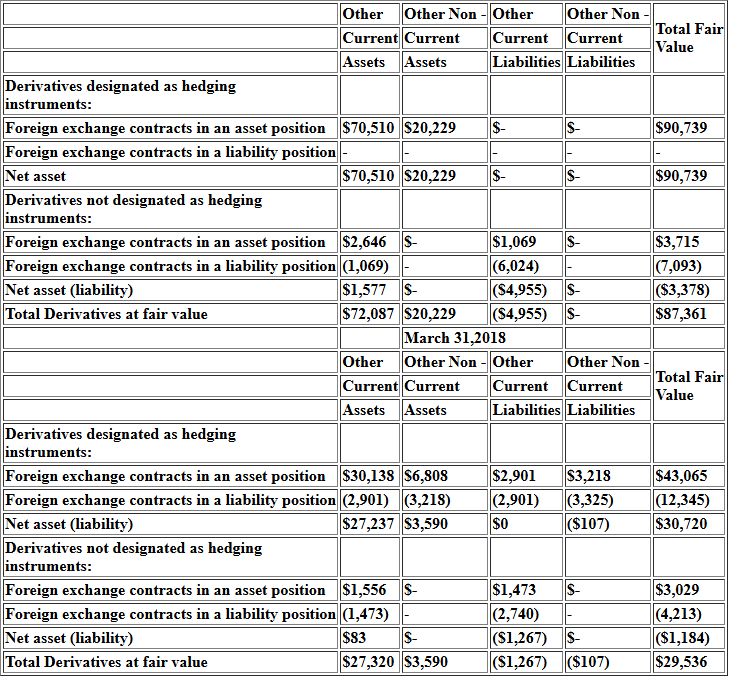 Other Other Non - Other Other Non - Total Fair Value
Current Current Current Current
Assets Assets Liabilities Liabilities
Derivatives designated as hedging
instruments:
Foreign exchange contracts in an asset position $70,510 $20,229 $- $- $90,739
Foreign exchange contracts in a liability position - - - - -
Net asset $70,510 $20,229 $- $- $90,739
Derivatives not designated as hedging
instruments:
Foreign exchange contracts in an asset position $2,646 $- $1,069 $- $3,715
Foreign exchange contracts in a liability position (1,069) - (6,024) - (7,093)
Net asset (liability) $1,577 $- ($4,955) $- ($3,378)
Total Derivatives at fair value $72,087 $20,229 ($4,955) $- $87,361
March 31,2018
Other Other Non - Other Other Non - Total Fair Value
Current Current Current Current
Assets Assets Liabilities Liabilities
Derivatives designated as hedging
instruments:
Foreign exchange contracts in an asset position $30,138 $6,808 $2,901 $3,218 $43,065
Foreign exchange contracts in a liability position (2,901) (3,218) (2,901) (3,325) (12,345)
Net asset (liability) $27,237 $3,590 $0 ($107) $30,720
Derivatives not designated as hedging
instruments:
Foreign exchange contracts in an asset position $1,556 $- $1,473 $- $3,029
Foreign exchange contracts in a liability position (1,473) - (2,740) - (4,213)
Net asset (liability) $83 $- ($1,267) $- ($1,184)
Total Derivatives at fair value $27,320 $3,590 ($1,267) ($107) $29,536